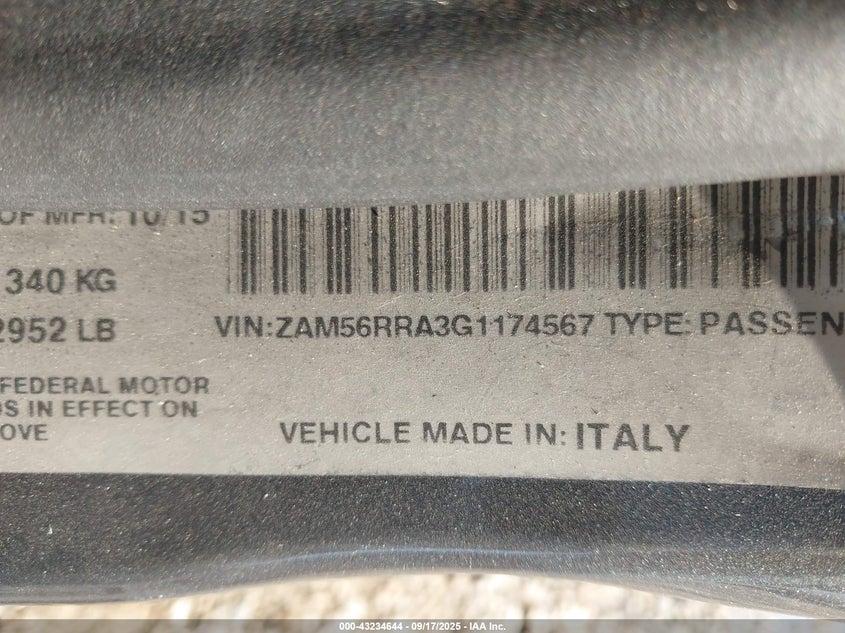 OF MFR: 10/15
340 KG
2952 LB
VIN:ZAM56RRA3G1174567 TYPE: PASSEN
FEDERAL MOTOR
DS IN EFFECT ON
OVE
VEHICLE MADE IN: ITALY
000-43234644 - 09/17/2025 - IAA Inc.